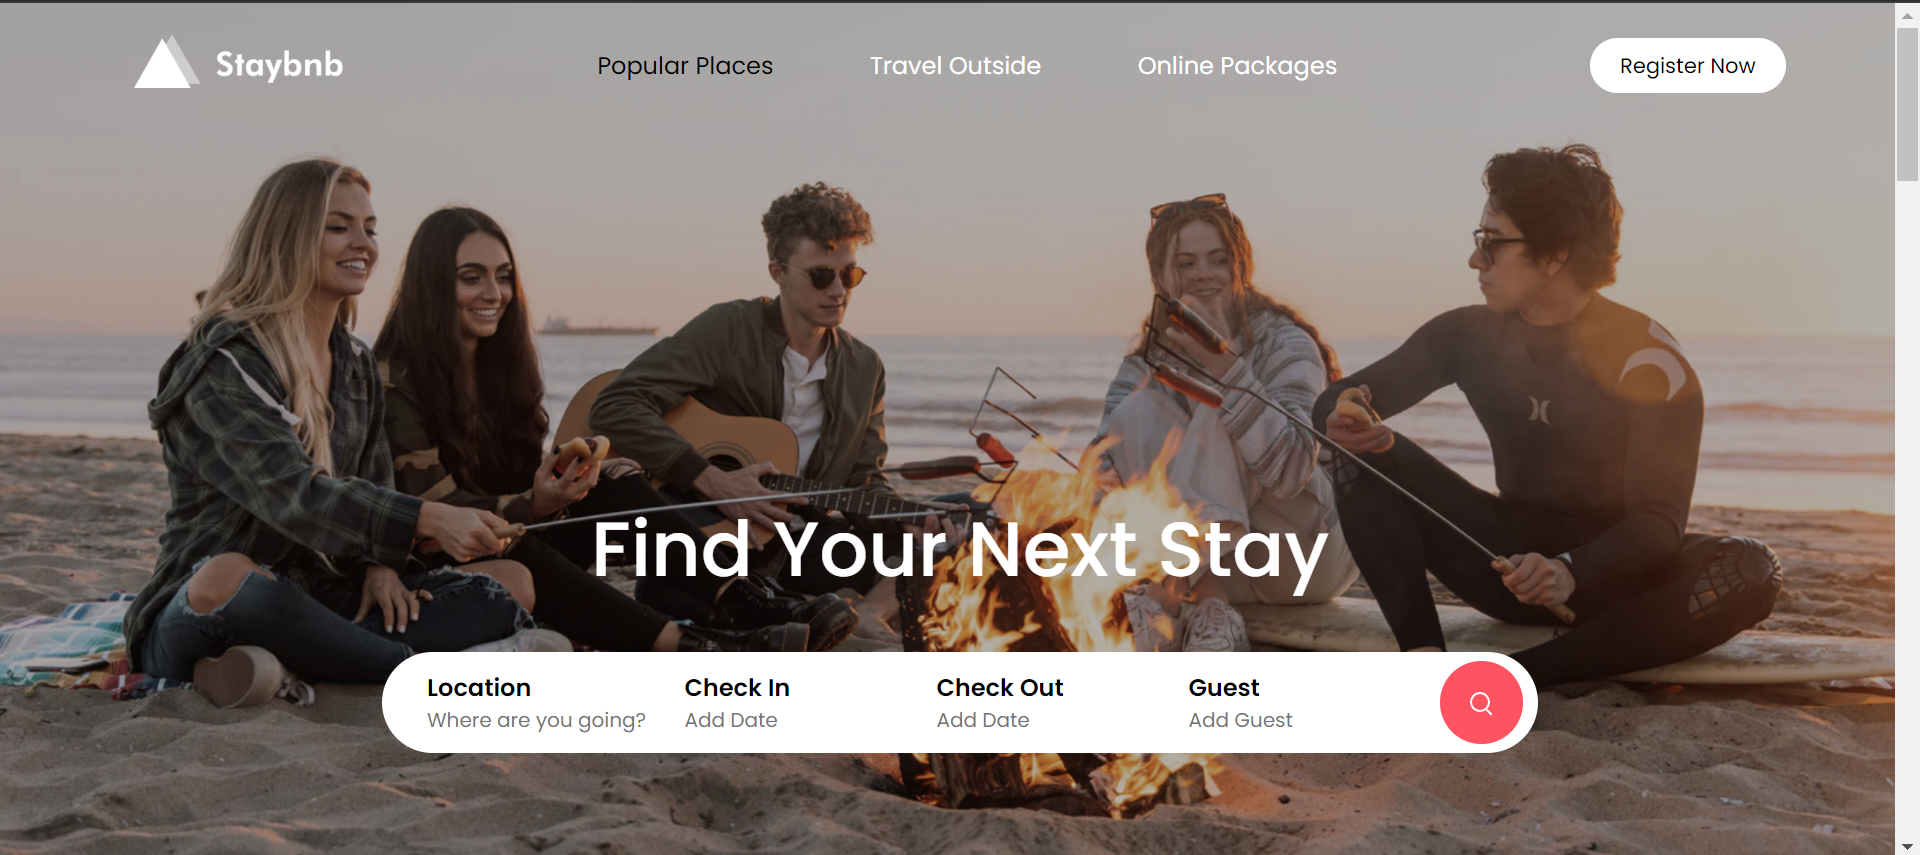 Staybnb
Popular Places
Travel Outside
Online Packages
Register Now
Find Your Next Stay
Location
Where are you going?
Check In
Add Date
Check Out
Add Date
Guest
Add Guest